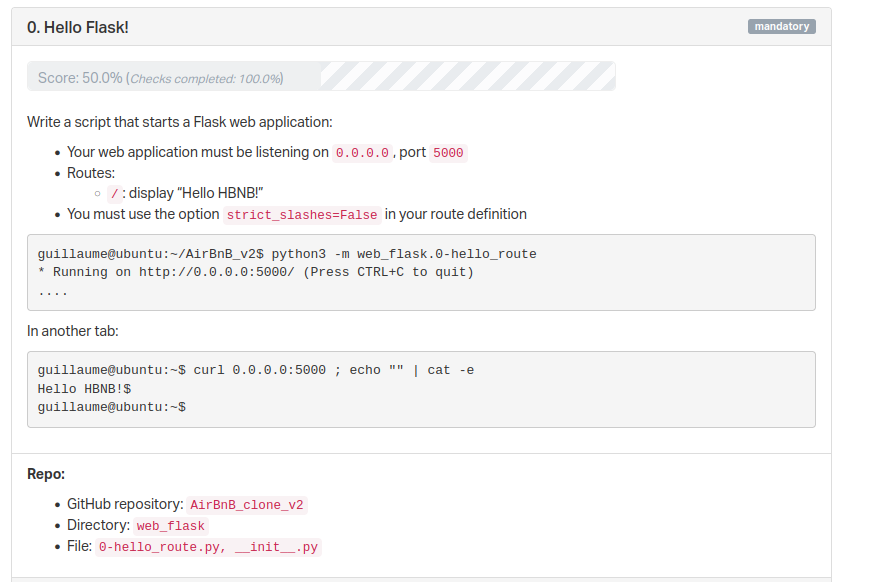 0. Hello Flask!
mandatory
Score: 50.0% (Checks completed: 100.0%)
Write a script that starts a Flask web application:
• Your web application must be listening on 0.0.0.0, port 5000
• Routes:
○ /: display “Hello HBNB!”
• You must use the option strict_slashes=False in your route definition
guillaume@ubuntu:~/AirBnB_v2$ python3 -m web_flask.0-hello_route
* Running on http://0.0.0.0:5000/ (Press CTRL+C to quit)
....
In another tab:
guillaume@ubuntu:~$ curl 0.0.0.0:5000 ; echo "" | cat -e
Hello HBNB!$
guillaume@ubuntu:~$
Repo:
• GitHub repository: AirBnB_clone_v2
• Directory: web_flask
• File: 0-hello_route.py, __init__.py